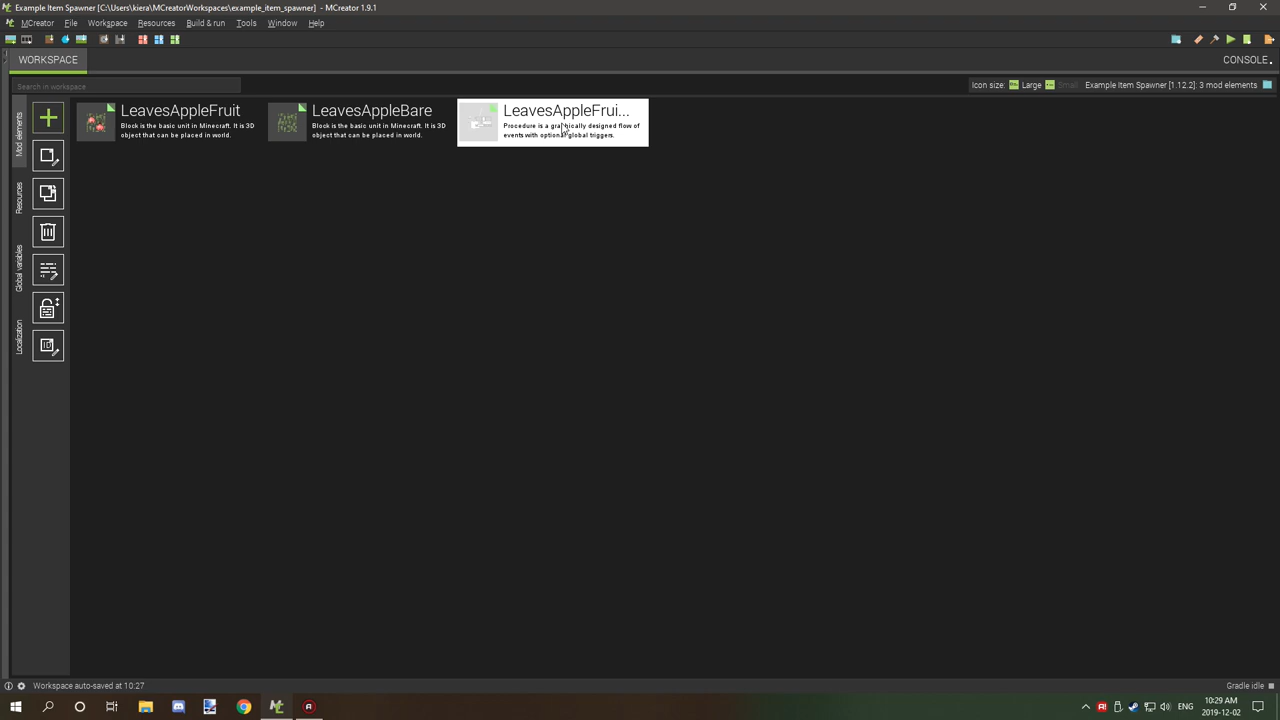 Example Item Spawner [C:\Users\kiera\MCreatorWorkspaces\example_item_spawner] - MCreator 1.9.1
MCreator File Workspace Resources Build & run Tools Window Help
WORKSPACE
CONSOLE
Search in workspace
Icon size: Large Small Example Item Spawner [1.12.2]: 3 mod elements
Mod elements
Resources
Global variables
Localization
LeavesAppleFruit
Block is the basic unit in Minecraft. It is 3D
object that can be placed in world.
LeavesAppleBare
Block is the basic unit in Minecraft. It is 3D
object that can be placed in world.
LeavesAppleFrui...
Procedure is a graphically designed flow of
events with optional global triggers.
Workspace auto-saved at 10:27
Gradle idle
ENG
10:29 AM
2019-12-02